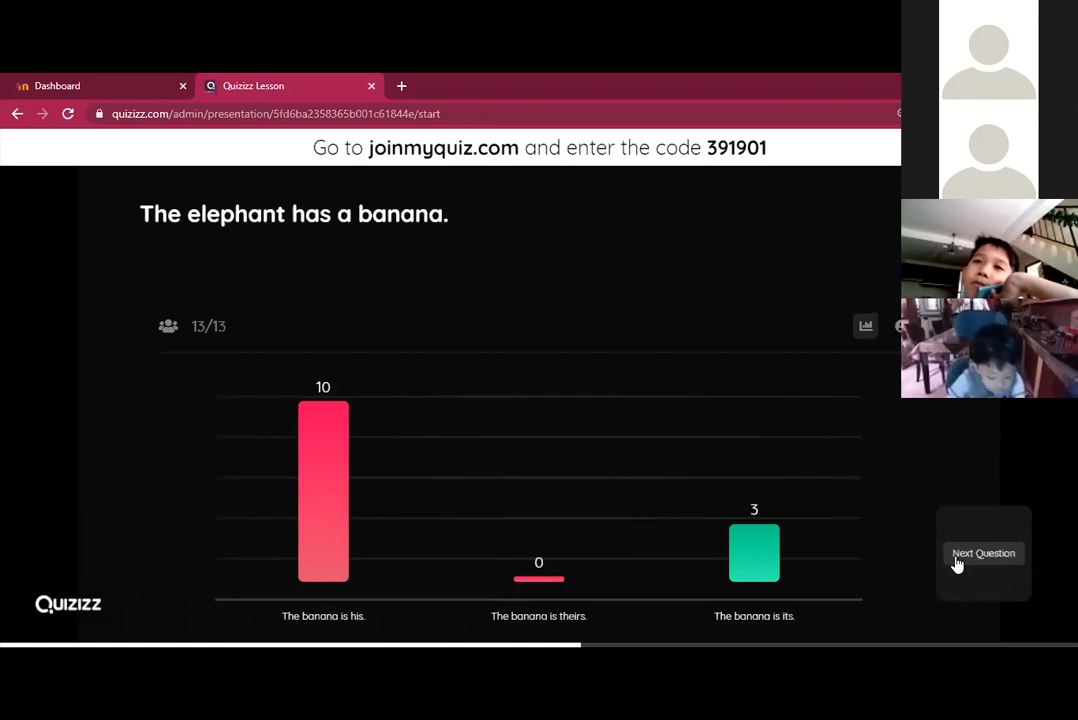 Dashboard
Quizizz Lesson
quizizz.com/admin/presentation/5fd6ba2358365b001c61844e/start
Go to joinmyquiz.com and enter the code 391901
The elephant has a banana.
13/13
10
0
3
Next Question
The banana is his.
The banana is theirs.
The banana is its.
Quizizz